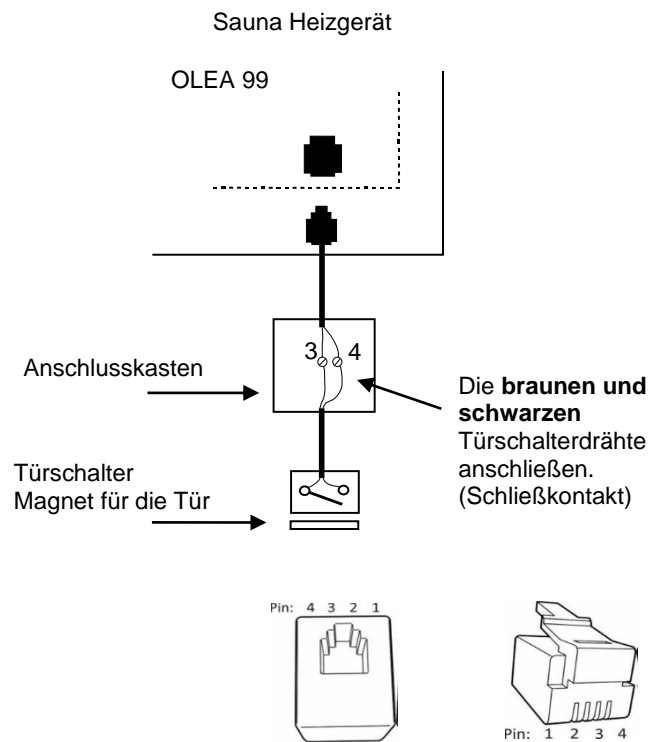 Sauna Heizgerät
OLEA 99
3 4
Anschlusskasten
Die braunen und
schwarzen
Türschalterdrähte
anschließen.
(Schließkontakt)
Türschalter
Magnet für die Tür
Pin: 4 3 2 1
Pin: 1 2 3 4